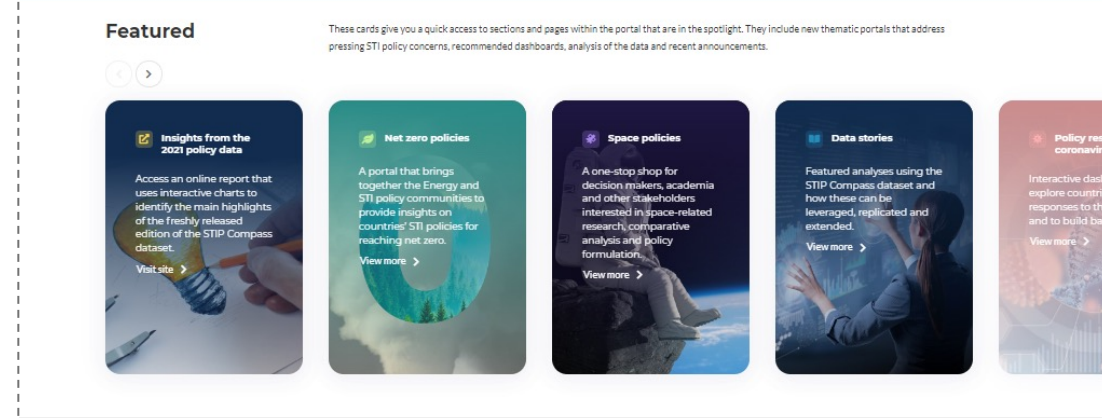 Featured
These cards give you a quick access to sections and pages within the portal that are in the spotlight. They include new thematic portals that address
pressing STI policy concerns, recommended dashboards, analysis of the data and recent announcements.
Insights from the
2021 policy data
Access an online report that
uses interactive charts to
identify the main highlights
of the freshly released
edition of the STIP Compass
dataset.
Visit site
Net zero policies
A portal that brings
together the Energy and
STI policy communities to
provide insights on
countries' STI policies for
reaching net zero.
View more
Space policies
A one-stop shop for
decision makers, academia
and other stakeholders
interested in space-related
research, comparative
analysis and policy
formulation.
View more
Data stories
Featured analyses using the
STIP Compass dataset and
how these can be
leveraged, replicated and
extended.
View more
Policy res
coronavir
Interactive das
explore countri
responses to th
and to build ba
View more